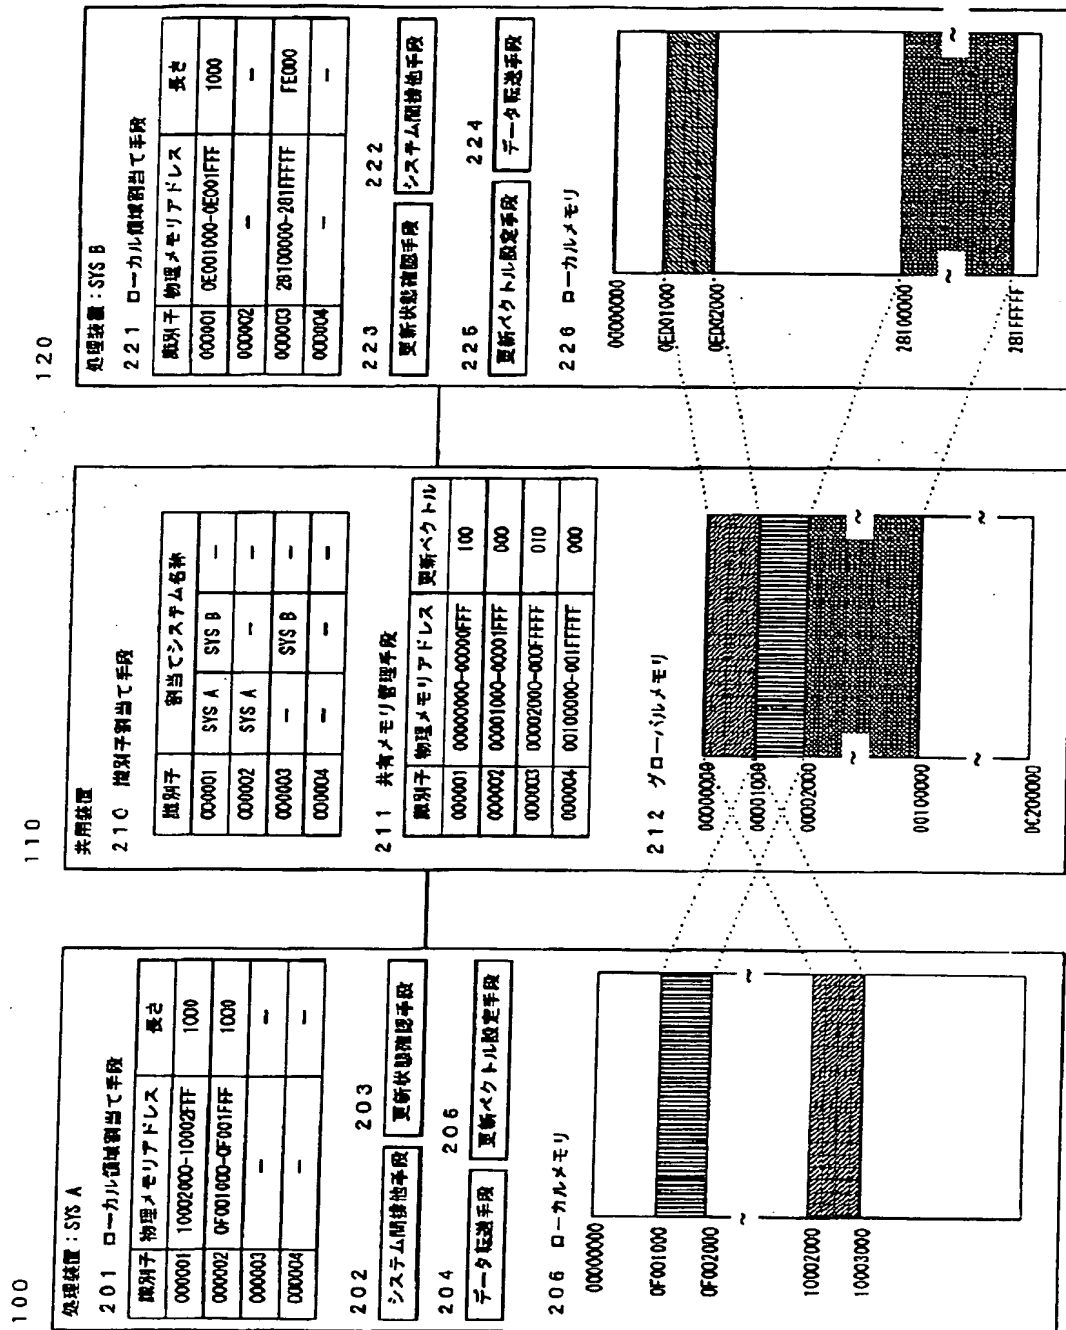 100
処理装置：SYS A
201 ローカル領域割当て手段
識別子 物理メモリアドレス 長さ
000001 10002000-10002FFF 1000
000002 0F001000-0F001FFF 1000
000003 － －
000004 － －
202 203
システム間排他手段 更新状態確認手段
204 206
データ転送手段 更新ベクトル設定手段
206 ローカルメモリ
00000000
0F001000
0F002000
10002000
10003000
110
共用装置
210 識別子割当て手段
識別子 割当てシステム名称
000001 SYS A SYS B －
000002 SYS A － －
000003 － SYS B －
000004 － － －
211 共有メモリ管理手段
識別子 物理メモリアドレス 更新ベクトル
000001 00000000-00000FFF 100
000002 00001000-00001FFF 000
000003 00002000-000FFFFF 010
000004 00100000-001FFFFF 000
212 グローバルメモリ
00000000
00001000
00002000
00100000
0C200000
120
処理装置：SYS B
221 ローカル領域割当て手段
識別子 物理メモリアドレス 長さ
000001 0E001000-0E001FFF 1000
000002 － －
000003 28100000-281FFFFF FE000
000004 － －
223 222
更新状態確認手段 システム間排他手段
225 224
更新ベクトル設定手段 データ転送手段
226 ローカルメモリ
00000000
0ED01000
0ED02000
28100000
281FFFFF